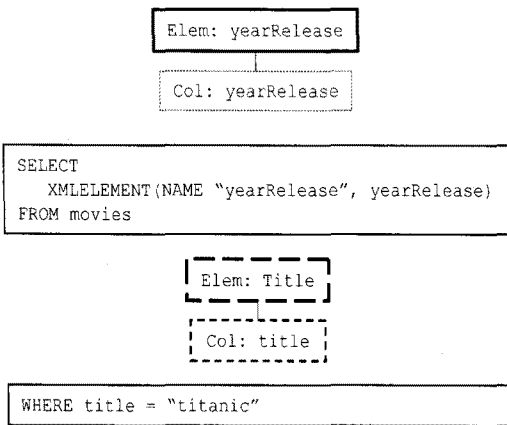 Elem: yearRelease
Col: yearRelease
SELECT
XMLELEMENT(NAME “yearRelease”, yearRelease)
FROM movies
Elem: Title
Col: title
WHERE title = “titanic”